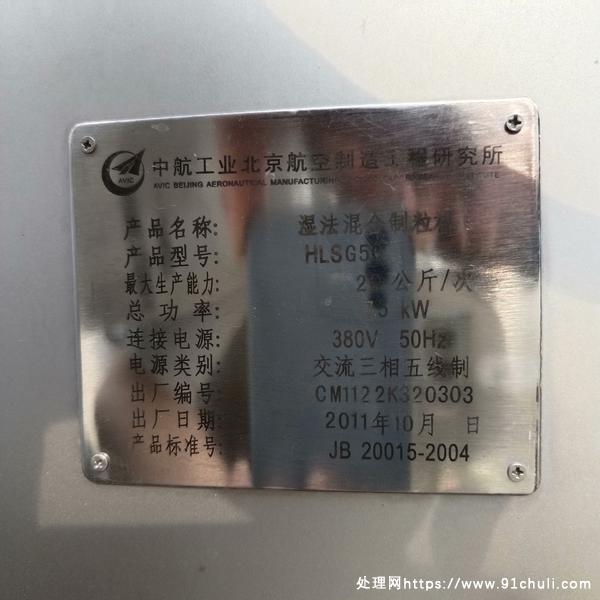 AVIC
中航工业北京航空制造工程研究所
AVIC BEIJING AERONAUTICAL MANUFACTURING
产品名称: 湿法混合制粒机
产品型号: HLSG5
最大生产能力: 公斤/次
总功率: kW
连接电源: 380V 50Hz
电源类别: 交流三相五线制
出厂编号: CM1122K320303
出厂日期: 2011年10月 日
产品标准号: JB 20015-2004
处理网https://www.91chuli.com/